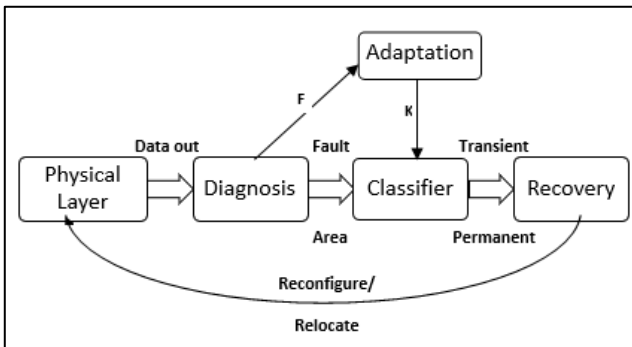 Adaptation
F
K
Data out
Fault
Transient
Physical
Layer
Diagnosis
Classifier
Recovery
Area
Permanent
Reconfigure/
Relocate